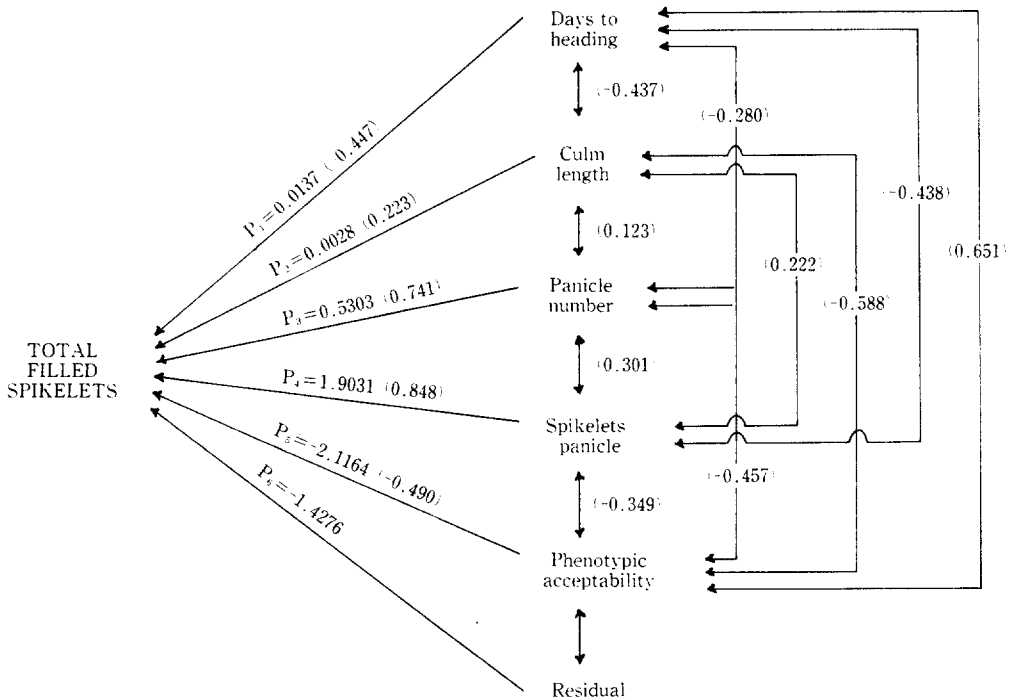 Days to
heading
(-0.437)
(-0.280)
P₁=0.0137 (-0.447)
Culm
length
(-0.438)
P₂=0.0028 (0.223)
(0.123)
(0.222)
(0.651)
Panicle
number
(-0.588)
P₃=0.5303 (0.741)
TOTAL
FILLED
SPIKELETS
(0.301)
P₄=1.9031 (0.848)
Spikelets
panicle
P₅=-2.1164 (-0.490)
(-0.457)
(-0.349)
P₆=-1.4276
Phenotypic
acceptability
Residual